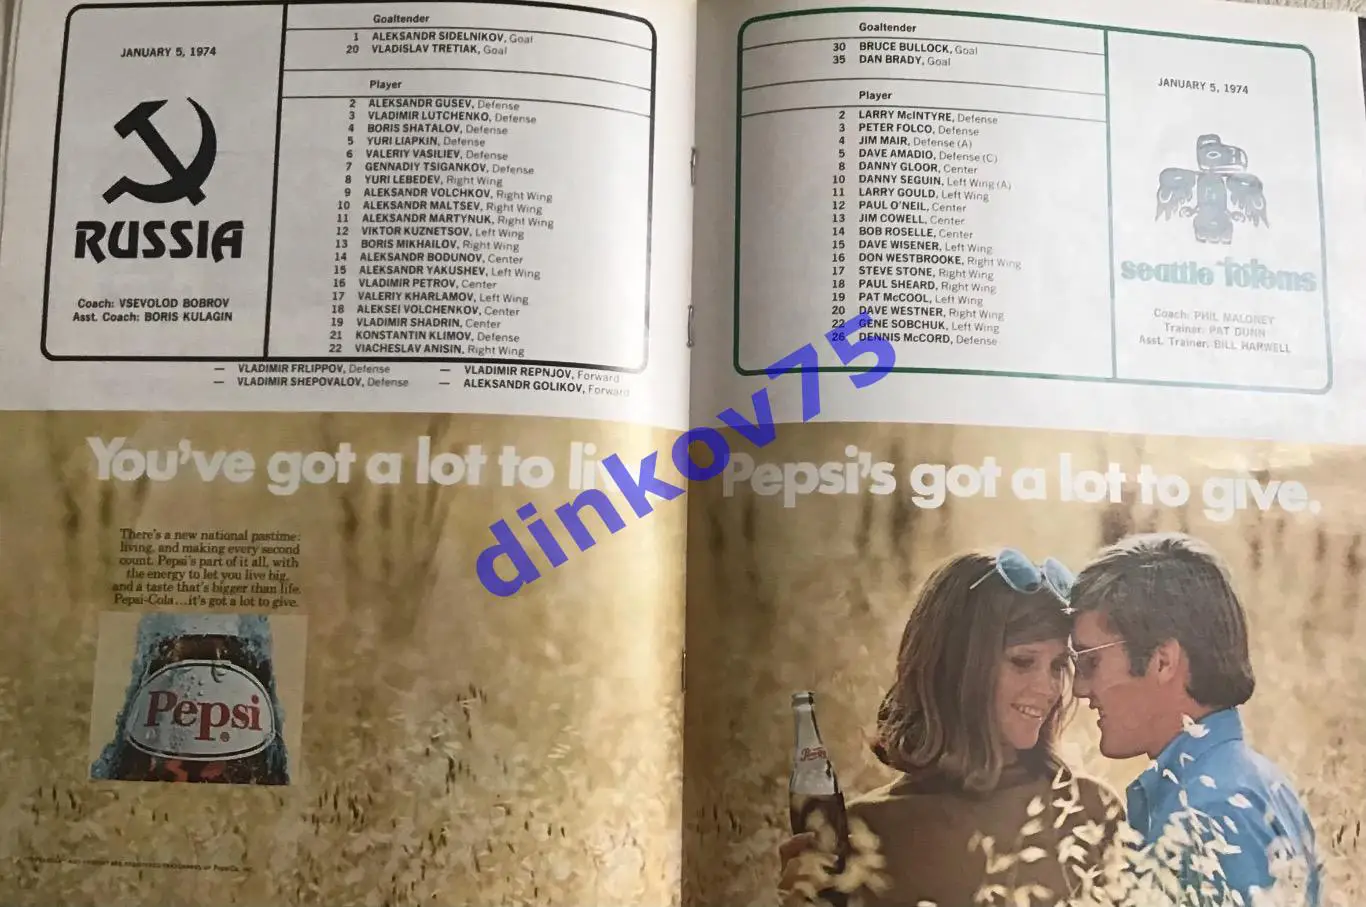 JANUARY 5, 1974
RUSSIA
Coach: VSEVOLOD BOBROV
Asst. Coach: BORIS KULAGIN
Goaltender
1 ALEKSANDR SIDELNIKOV, Goal
20 VLADISLAV TRETIAK, Goal
Player
2 ALEKSANDR GUSEV, Defense
3 VLADIMIR LUTCHENKO, Defense
4 BORIS SHATALOV, Defense
5 YURI LIAPKIN, Defense
6 VALERIY VASILIEV, Defense
7 GENNADIY TSIGANKOV, Defense
8 YURI LEBEDEV, Right Wing
9 ALEKSANDR VOLCHKOV, Right Wing
10 ALEKSANDR MALTSEV, Right Wing
11 ALEKSANDR MARTYNUK, Right Wing
12 VIKTOR KUZNETSOV, Left Wing
13 BORIS MIKHAILOV, Right Wing
14 ALEKSANDR BODUNOV, Center
15 ALEKSANDR YAKUSHEV, Left Wing
16 VLADIMIR PETROV, Center
17 VALERIY KHARLAMOV, Left Wing
18 ALEKSEI VOLCHENKOV, Center
19 VLADIMIR SHADRIN, Center
21 KONSTANTIN KLIMOV, Defense
22 VIACHESLAV ANISIN, Right Wing
— VLADIMIR FRLIPPOV, Defense
— VLADIMIR SHEPOVALOV, Defense
— VLADIMIR REPNJOV, Forward
— ALEKSANDR GOLIKOV, Forward
Goaltender
30 BRUCE BULLOCK, Goal
35 DAN BRADY, Goal
Player
2 LARRY McINTYRE, Defense
3 PETER FOLCO, Defense
4 JIM MAIR, Defense (A)
5 DAVE AMADIO, Defense (C)
8 DANNY GLOOR, Center
10 DANNY SEGUIN, Left Wing (A)
11 LARRY GOULD, Left Wing
12 PAUL O'NEIL, Center
13 JIM COWELL, Center
14 BOB ROSELLE, Center
15 DAVE WISENER, Left Wing
16 DON WESTBROOKE, Right Wing
17 STEVE STONE, Right Wing
18 PAUL SHEARD, Right Wing
19 PAT McCOOL, Left Wing
20 DAVE WESTNER, Right Wing
22 GENE SOBCHUK, Left Wing
26 DENNIS McCORD, Defense
JANUARY 5, 1974
seattle totems
Coach: PHIL MALONEY
Trainer: PAT DUNN
Asst. Trainer: BILL HARWELL
You've got a lot to li
Pepsi's got a lot to give.
There's a new national pastime:
living, and making every second
count. Pepsi's part of it all, with
the energy to let you live big,
and a taste that's bigger than life.
Pepsi-Cola...it's got a lot to give.
Pepsi
®
dinkov75